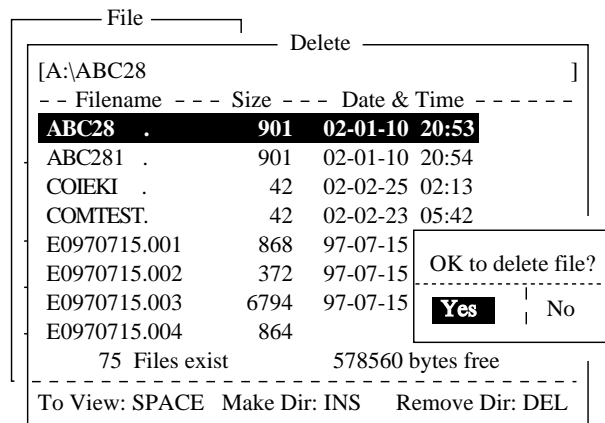 File
Delete
[A:\ABC28 ]
Filename Size Date & Time
ABC28 . 901 02-01-10 20:53
ABC281 . 901 02-01-10 20:54
COIEKI . 42 02-02-25 02:13
COMTEST. 42 02-02-23 05:42
E0970715.001 868 97-07-15
E0970715.002 372 97-07-15
E0970715.003 6794 97-07-15
E0970715.004 864
OK to delete file?
Yes No
75 Files exist 578560 bytes free
To View: SPACE Make Dir: INS Remove Dir: DEL